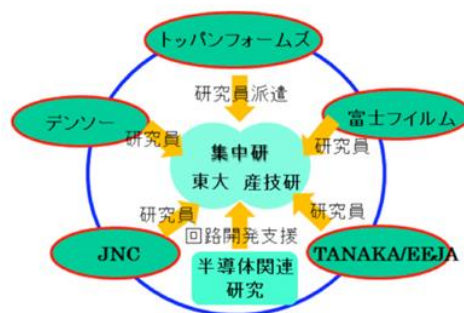 トッパンフォームズ
研究員派遣
デンソー
富士フイルム
研究員
研究員
集中研
東大 産技研
研究員
研究員
回路開発支援
JNC
TANAKA/EEJA
半導体関連
研究